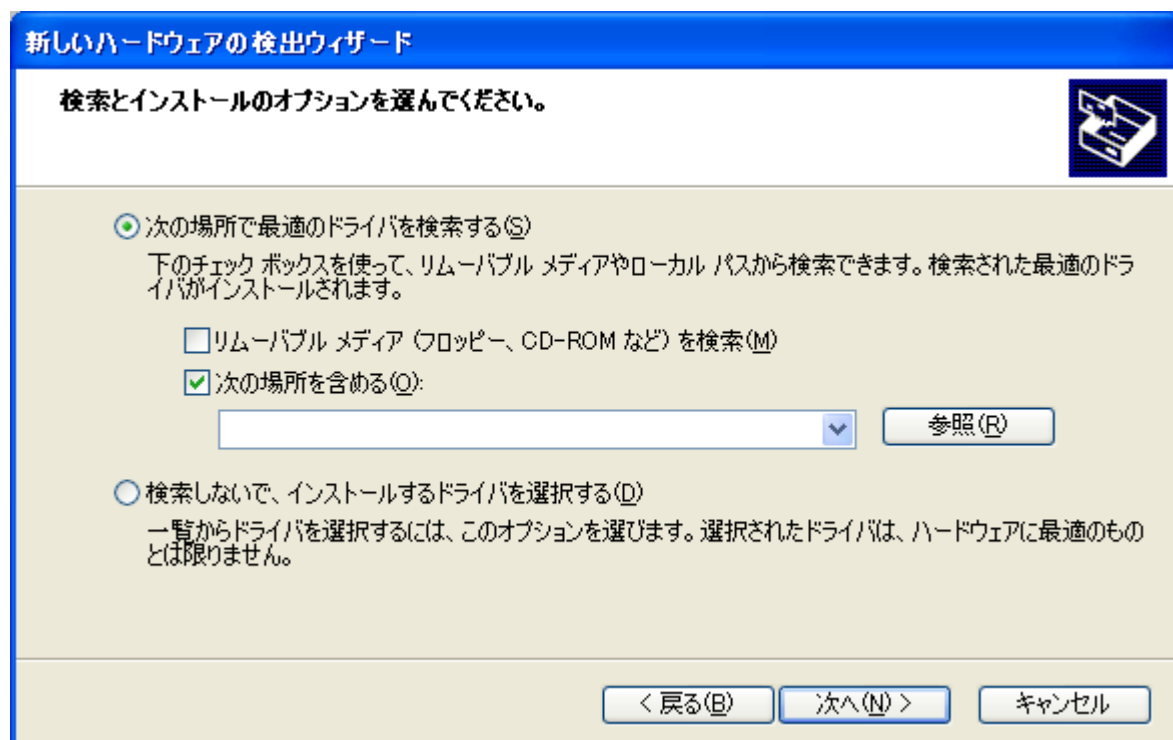 新しいハードウェアの検出ウィザード
検索とインストールのオプションを選んでください。
次の場所で最適のドライバを検索する(S)
下のチェック ボックスを使って、リムーバブル メディアやローカル パスから検索できます。検索された最適のドラ
イバがインストールされます。
リムーバブル メディア (フロッピー、CD-ROM など) を検索(M)
次の場所を含める(O):
参照(R)
検索しないで、インストールするドライバを選択する(D)
一覧からドライバを選択するには、このオプションを選びます。選択されたドライバは、ハードウェアに最適のもの
とは限りません。
< 戻る(B)
次へ(N) >
キャンセル